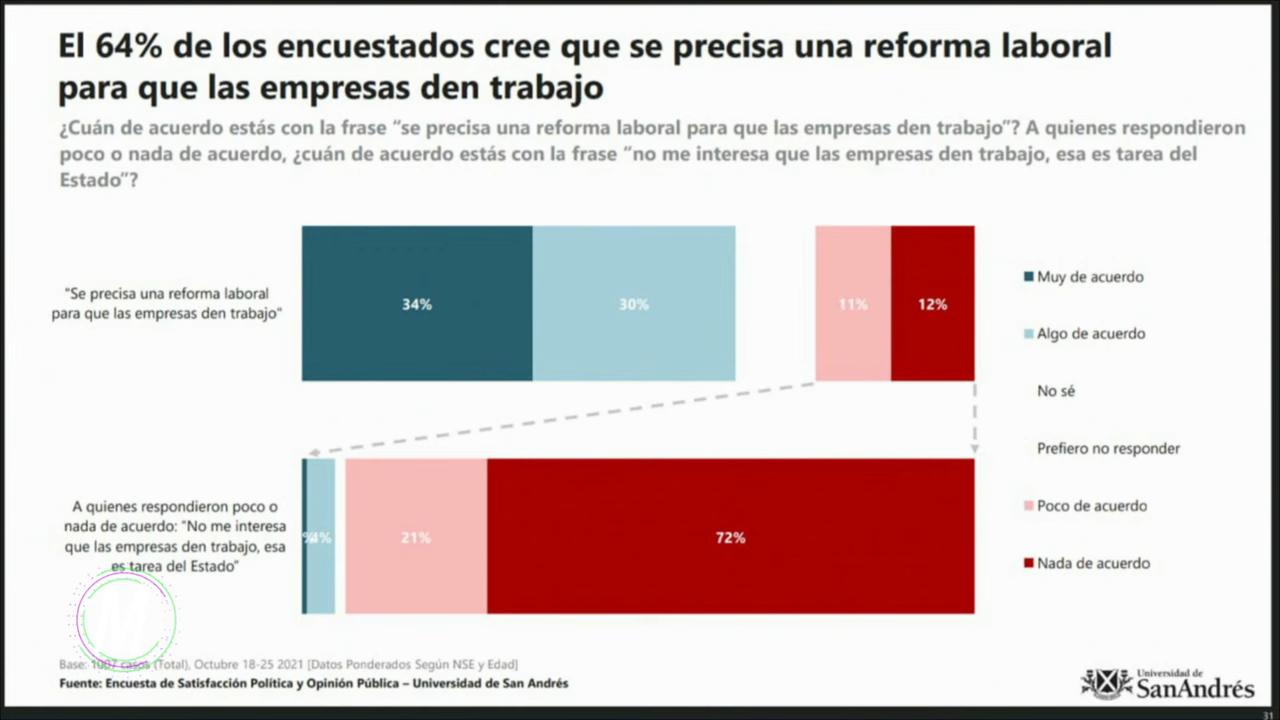 El 64% de los encuestados cree que se precisa una reforma laboral
para que las empresas den trabajo
¿Cuán de acuerdo estás con la frase “se precisa una reforma laboral para que las empresas den trabajo”? A quienes respondieron
poco o nada de acuerdo, ¿cuán de acuerdo estás con la frase “no me interesa que las empresas den trabajo, esa es tarea del
Estado”?
"Se precisa una reforma laboral
para que las empresas den trabajo"
34%
30%
11%
12%
A quienes respondieron poco o
nada de acuerdo: "No me interesa
que las empresas den trabajo, esa
es tarea del Estado"
4%
21%
72%
Muy de acuerdo
Algo de acuerdo
No sé
Prefiero no responder
Poco de acuerdo
Nada de acuerdo
Base: 1007 casos (Total), Octubre 18-25 2021 [Datos Ponderados Según NSE y Edad]
Fuente: Encuesta de Satisfacción Política y Opinión Pública – Universidad de San Andrés
Universidad de
SanAndrés
31